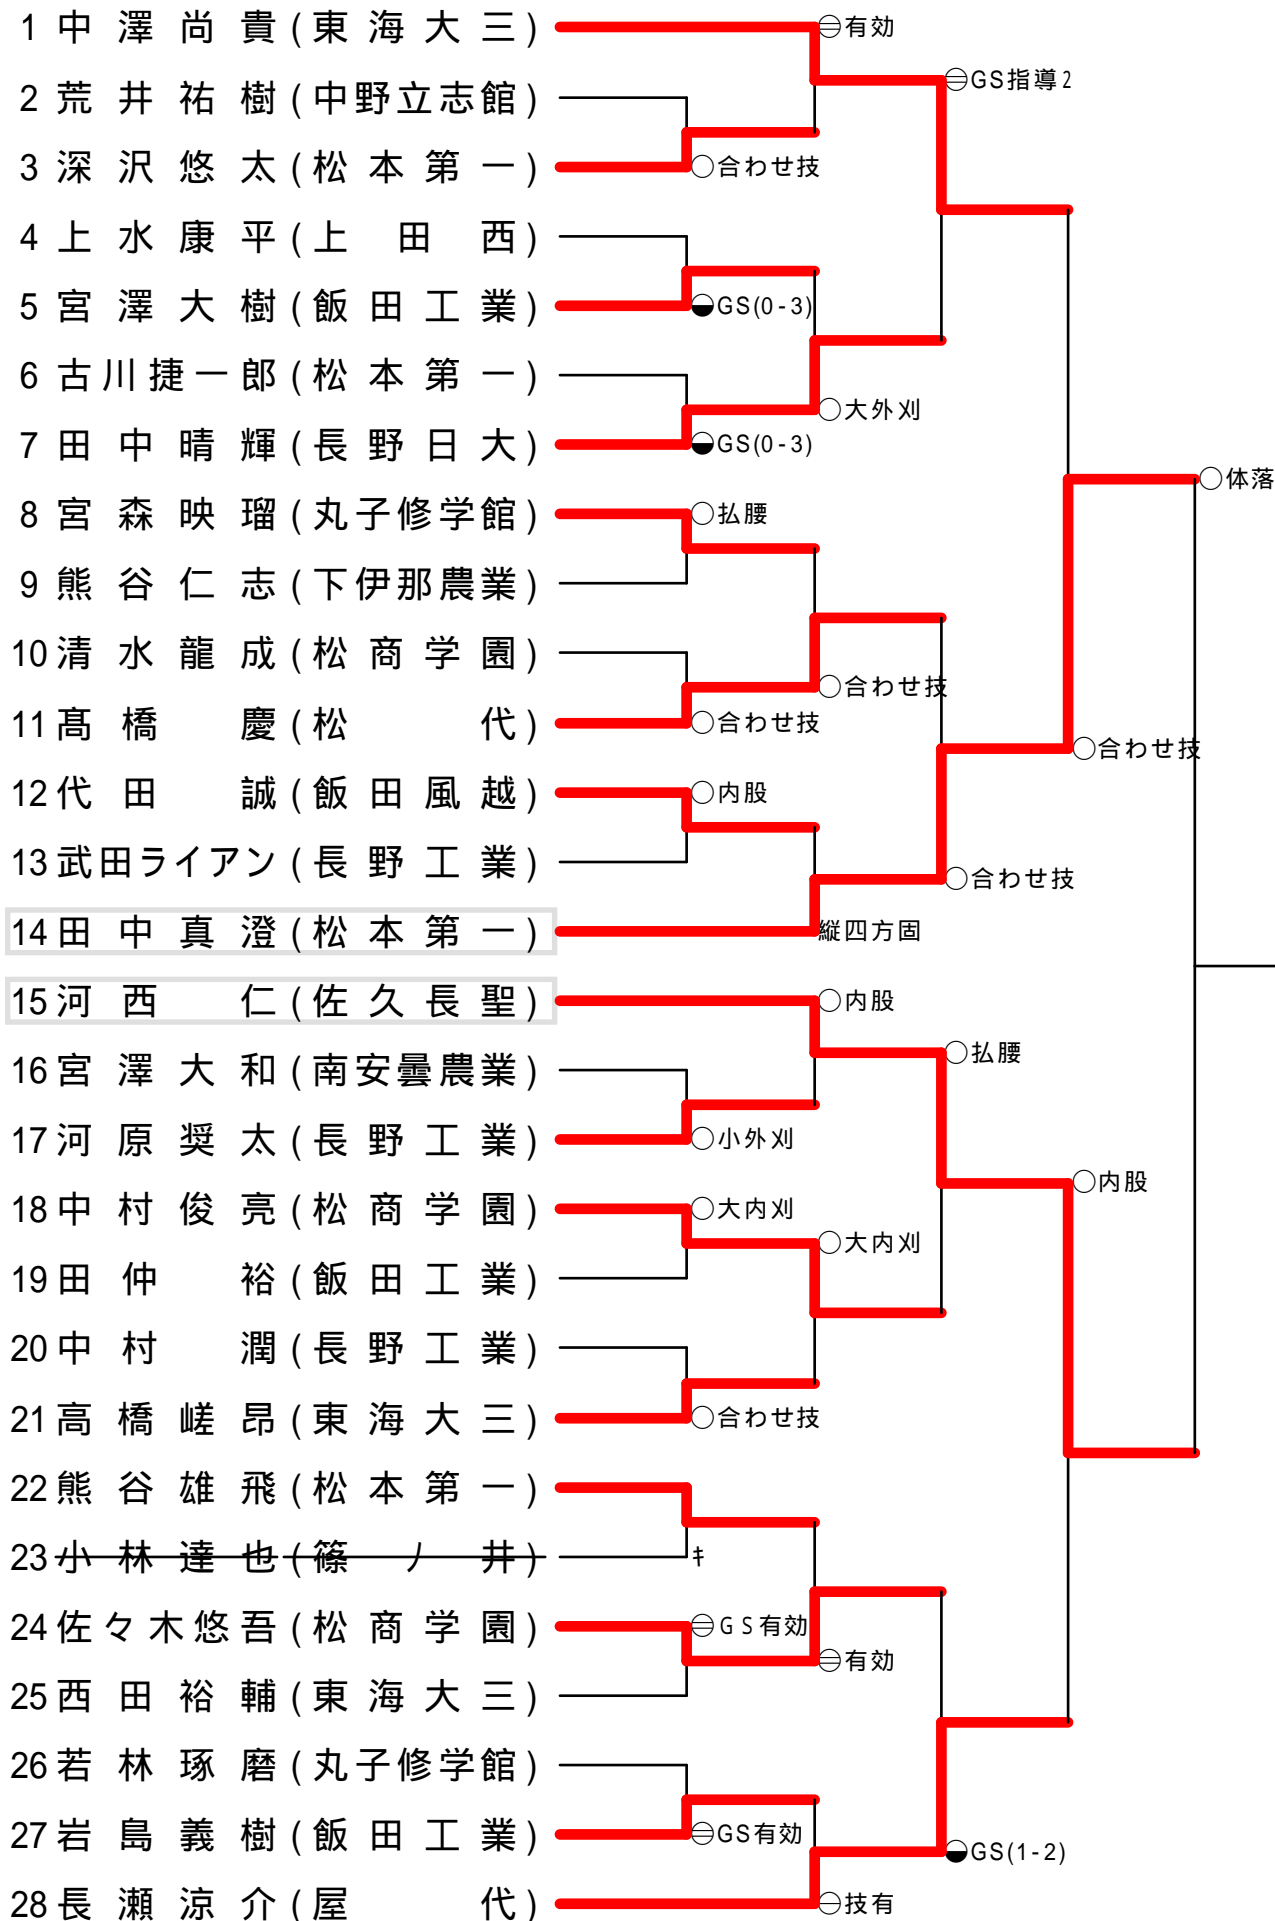 1 中澤尚貴(東海大三) ○有効
○GS指導2
2 荒井祐樹(中野立志館)
3 深沢悠太(松本第一) ○合わせ技
4 上水康平(上田西)
5 宮澤大樹(飯田工業) GS(0-3)
6 古川捷一郎(松本第一)
○大外刈
7 田中晴輝(長野日大) GS(0-3)
○体落
8 宮森映瑠(丸子修学館) ○払腰
9 熊谷仁志(下伊那農業)
10 清水龍成(松商学園)
○合わせ技
11 髙橋慶(松代) ○合わせ技
○合わせ技
12 代田誠(飯田風越) ○内股
13 武田ライアン(長野工業)
○合わせ技
14 田中真澄(松本第一) 縦四方固
15 河西仁(佐久長聖) ○内股
○払腰
16 宮澤大和(南安曇農業)
17 河原奨太(長野工業) ○小外刈
○内股
18 中村俊亮(松商学園) ○大内刈
○大内刈
19 田仲裕(飯田工業)
20 中村潤(長野工業)
21 高橋嵯昂(東海大三) ○合わせ技
22 熊谷雄飛(松本第一)
23 小林達也(篠ノ井) キ
24 佐々木悠吾(松商学園) ○GS有効
○有効
25 西田裕輔(東海大三)
26 若林琢磨(丸子修学館)
27 岩島義樹(飯田工業) ○GS有効
GS(1-2)
28 長瀬涼介(屋代) ○技有